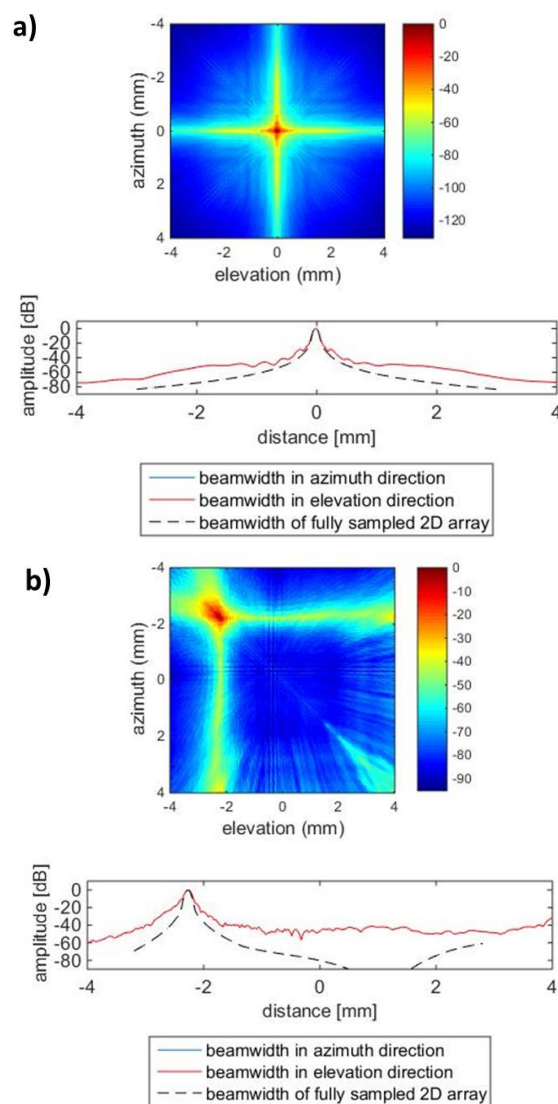 a)
-4
-2
0
2
4
azimuth (mm)
-4 -2 0 2 4
elevation (mm)
0
-20
-40
-60
-80
-100
-120
0
-20
-40
-60
-80
amplitude [dB]
-4 -2 0 2 4
distance [mm]
beamwidth in azimuth direction
beamwidth in elevation direction
beamwidth of fully sampled 2D array
b)
-4
-2
0
2
4
azimuth (mm)
-4 -2 0 2 4
elevation (mm)
0
-10
-20
-30
-40
-50
-60
-70
-80
-90
0
-20
-40
-60
-80
amplitude [dB]
-4 -2 0 2 4
distance [mm]
beamwidth in azimuth direction
beamwidth in elevation direction
beamwidth of fully sampled 2D array